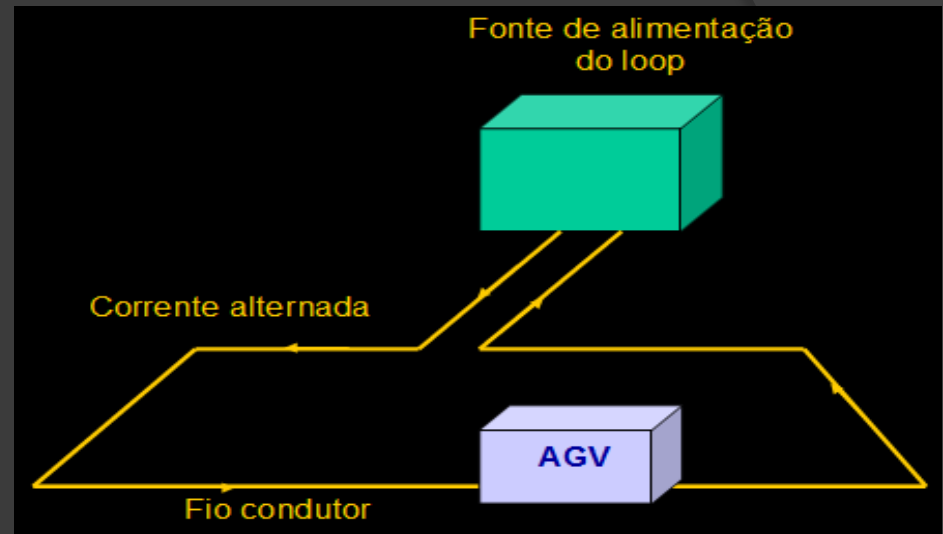 Fonte de alimentação
do loop
Corrente alternada
AGV
Fio condutor